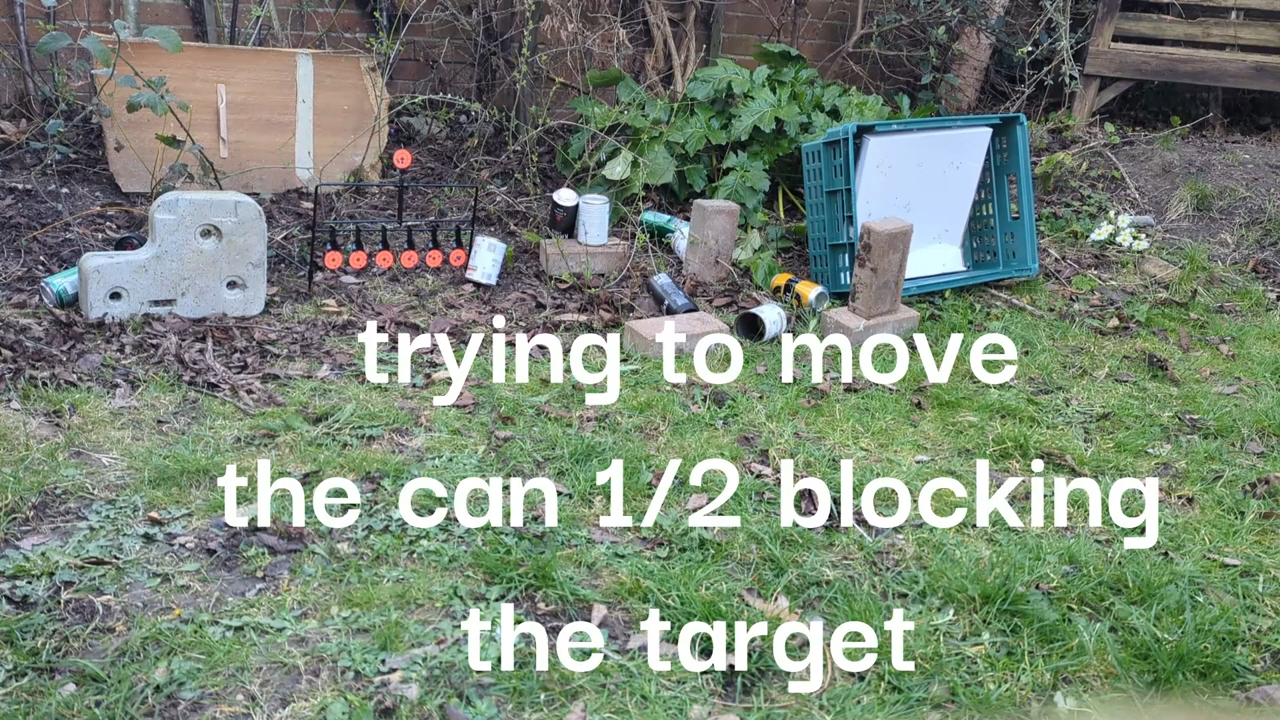 trying to move
the can 1/2 blocking
the target